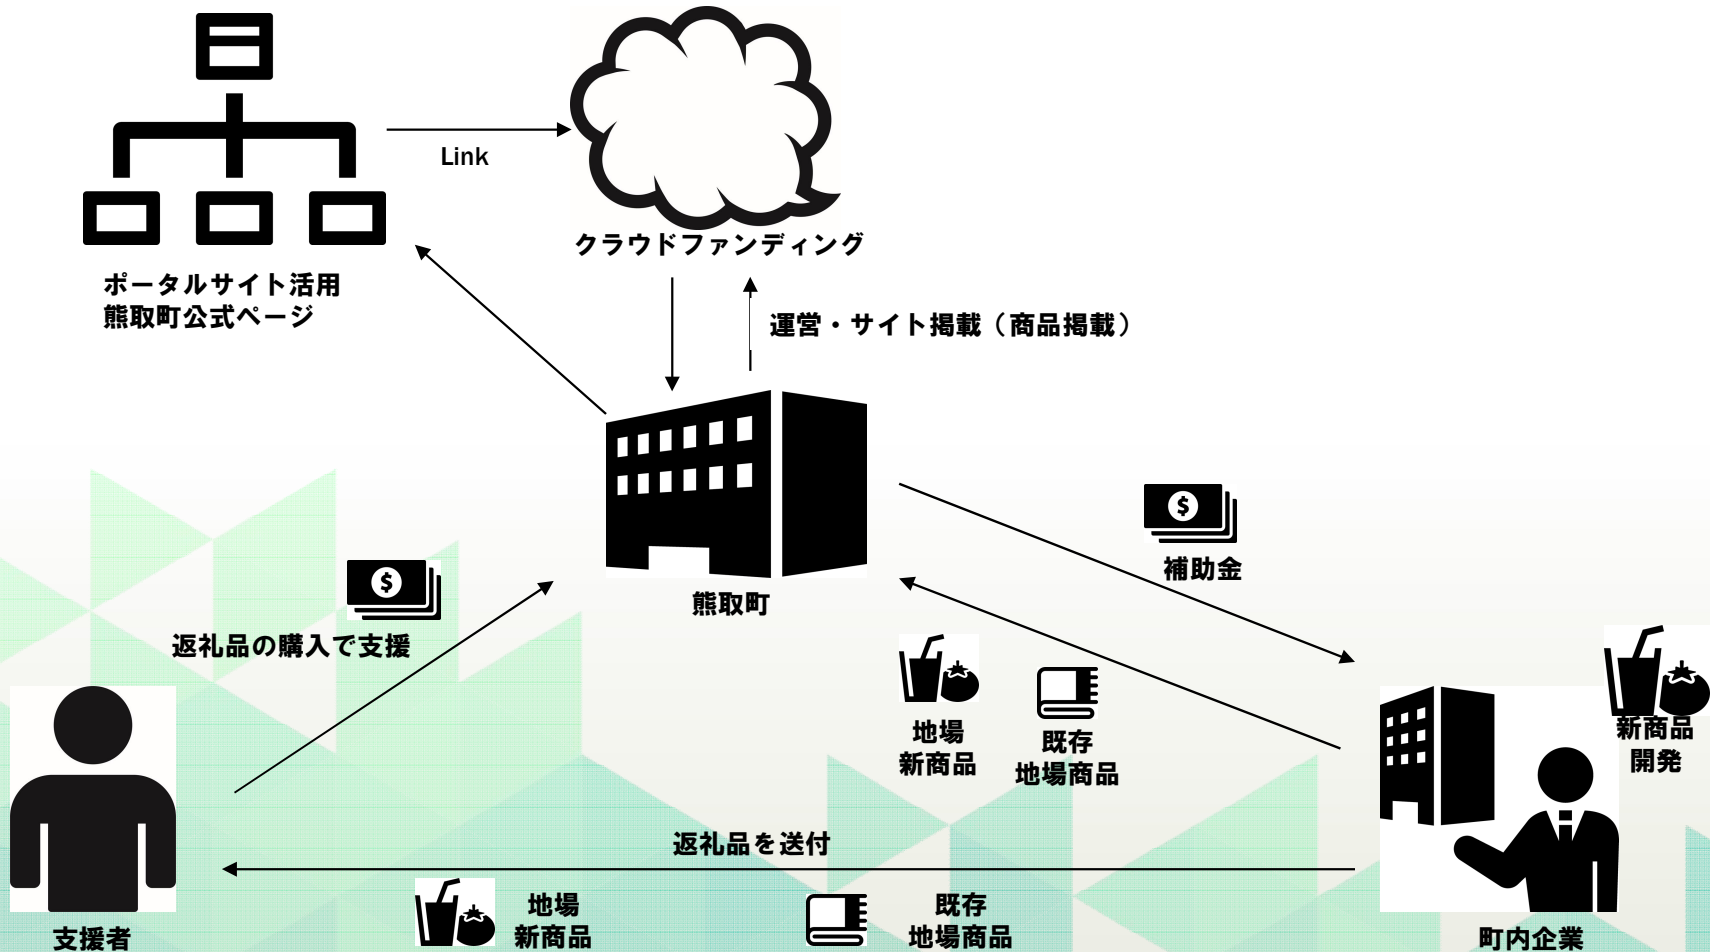 Link
クラウドファンディング
ポータルサイト活用
熊取町公式ページ
運営・サイト掲載（商品掲載）
$
補助金
$
熊取町
返礼品の購入で支援
地場
新商品
既存
地場商品
新商品
開発
返礼品を送付
地場
新商品
既存
地場商品
支援者
町内企業